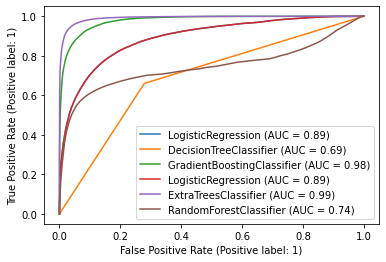 1.0
0.8
0.6
0.4
0.2
0.0
True Positive Rate (Positive label: 1)
LogisticRegression (AUC = 0.89)
DecisionTreeClassifier (AUC = 0.69)
GradientBoostingClassifier (AUC = 0.98)
LogisticRegression (AUC = 0.89)
ExtraTreesClassifier (AUC = 0.99)
RandomForestClassifier (AUC = 0.74)
0.0 0.2 0.4 0.6 0.8 1.0
False Positive Rate (Positive label: 1)